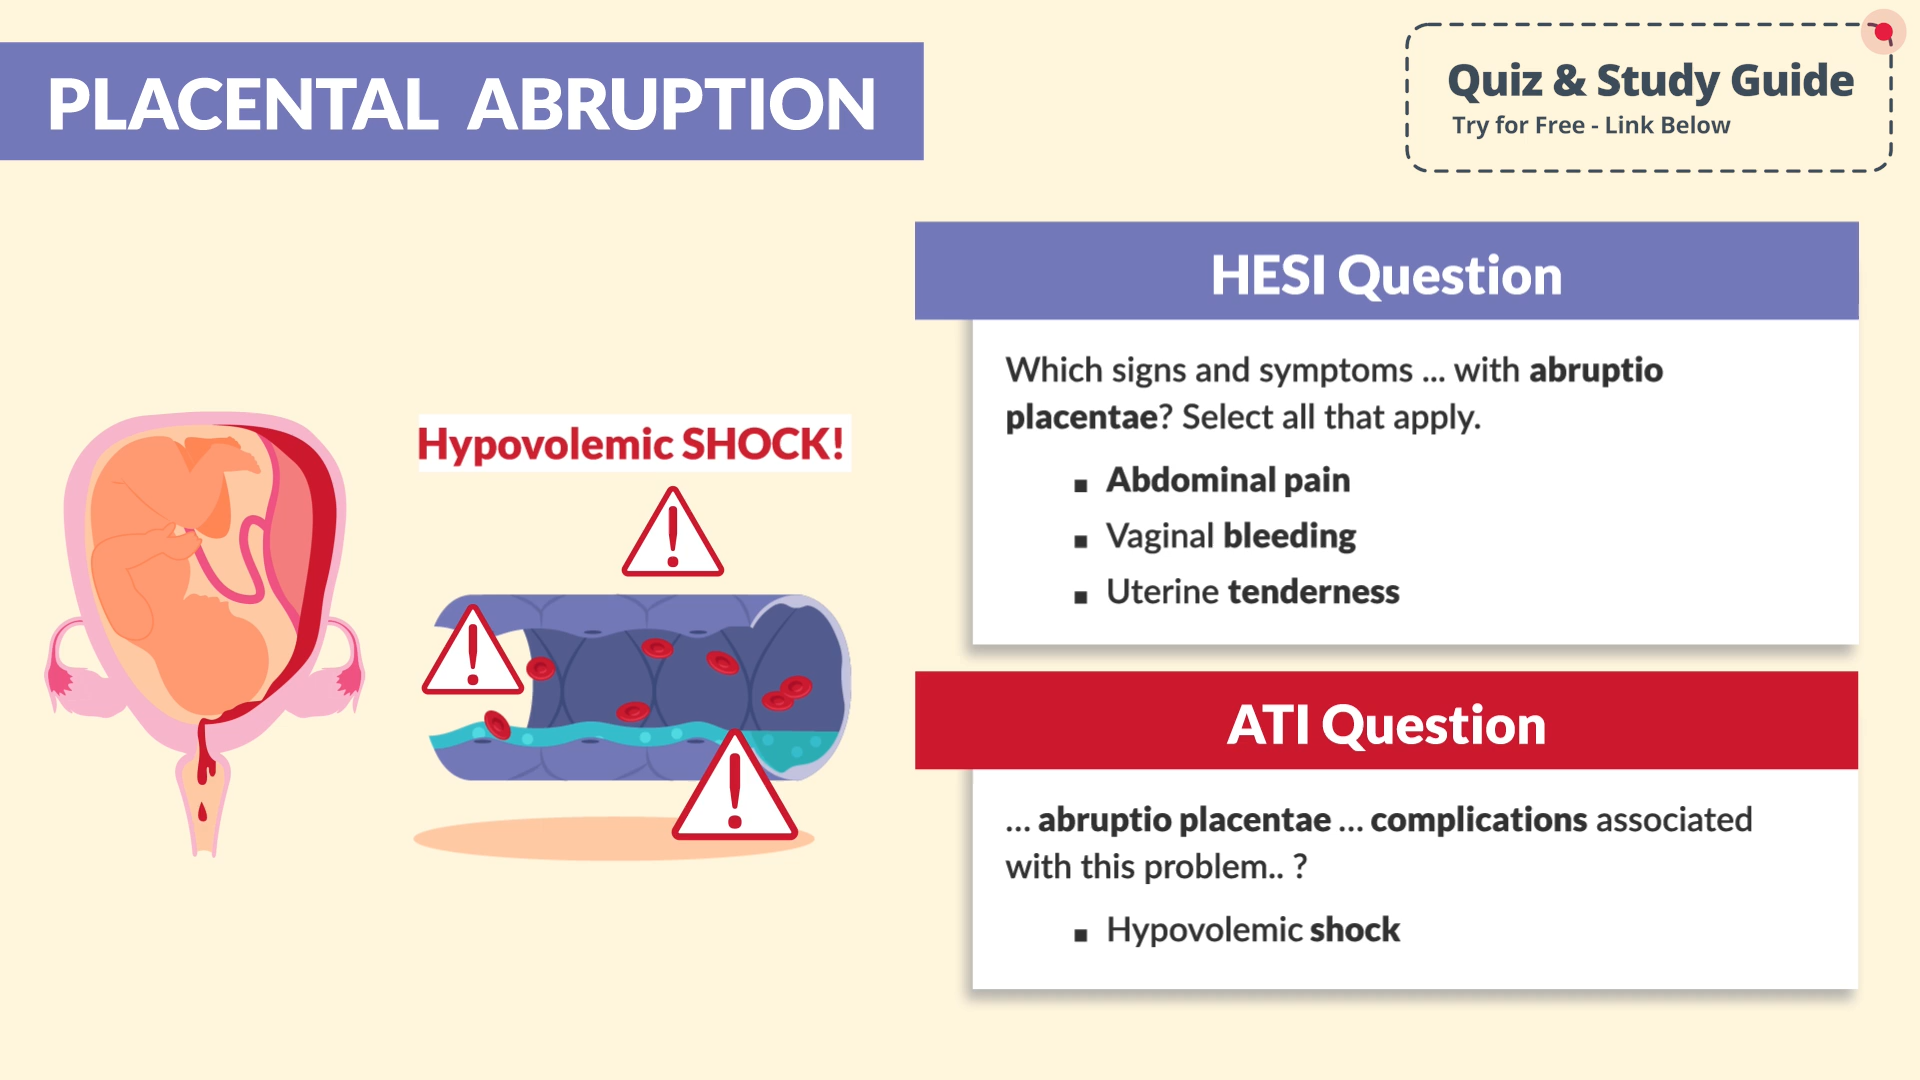 PLACENTAL ABRUPTION
Quiz & Study Guide
Try for Free - Link Below
HESI Question
Which signs and symptoms ... with abruptio
placentae? Select all that apply.
▪ Abdominal pain
▪ Vaginal bleeding
▪ Uterine tenderness
Hypovolemic SHOCK!
ATI Question
... abruptio placentae ... complications associated
with this problem.. ?
▪ Hypovolemic shock